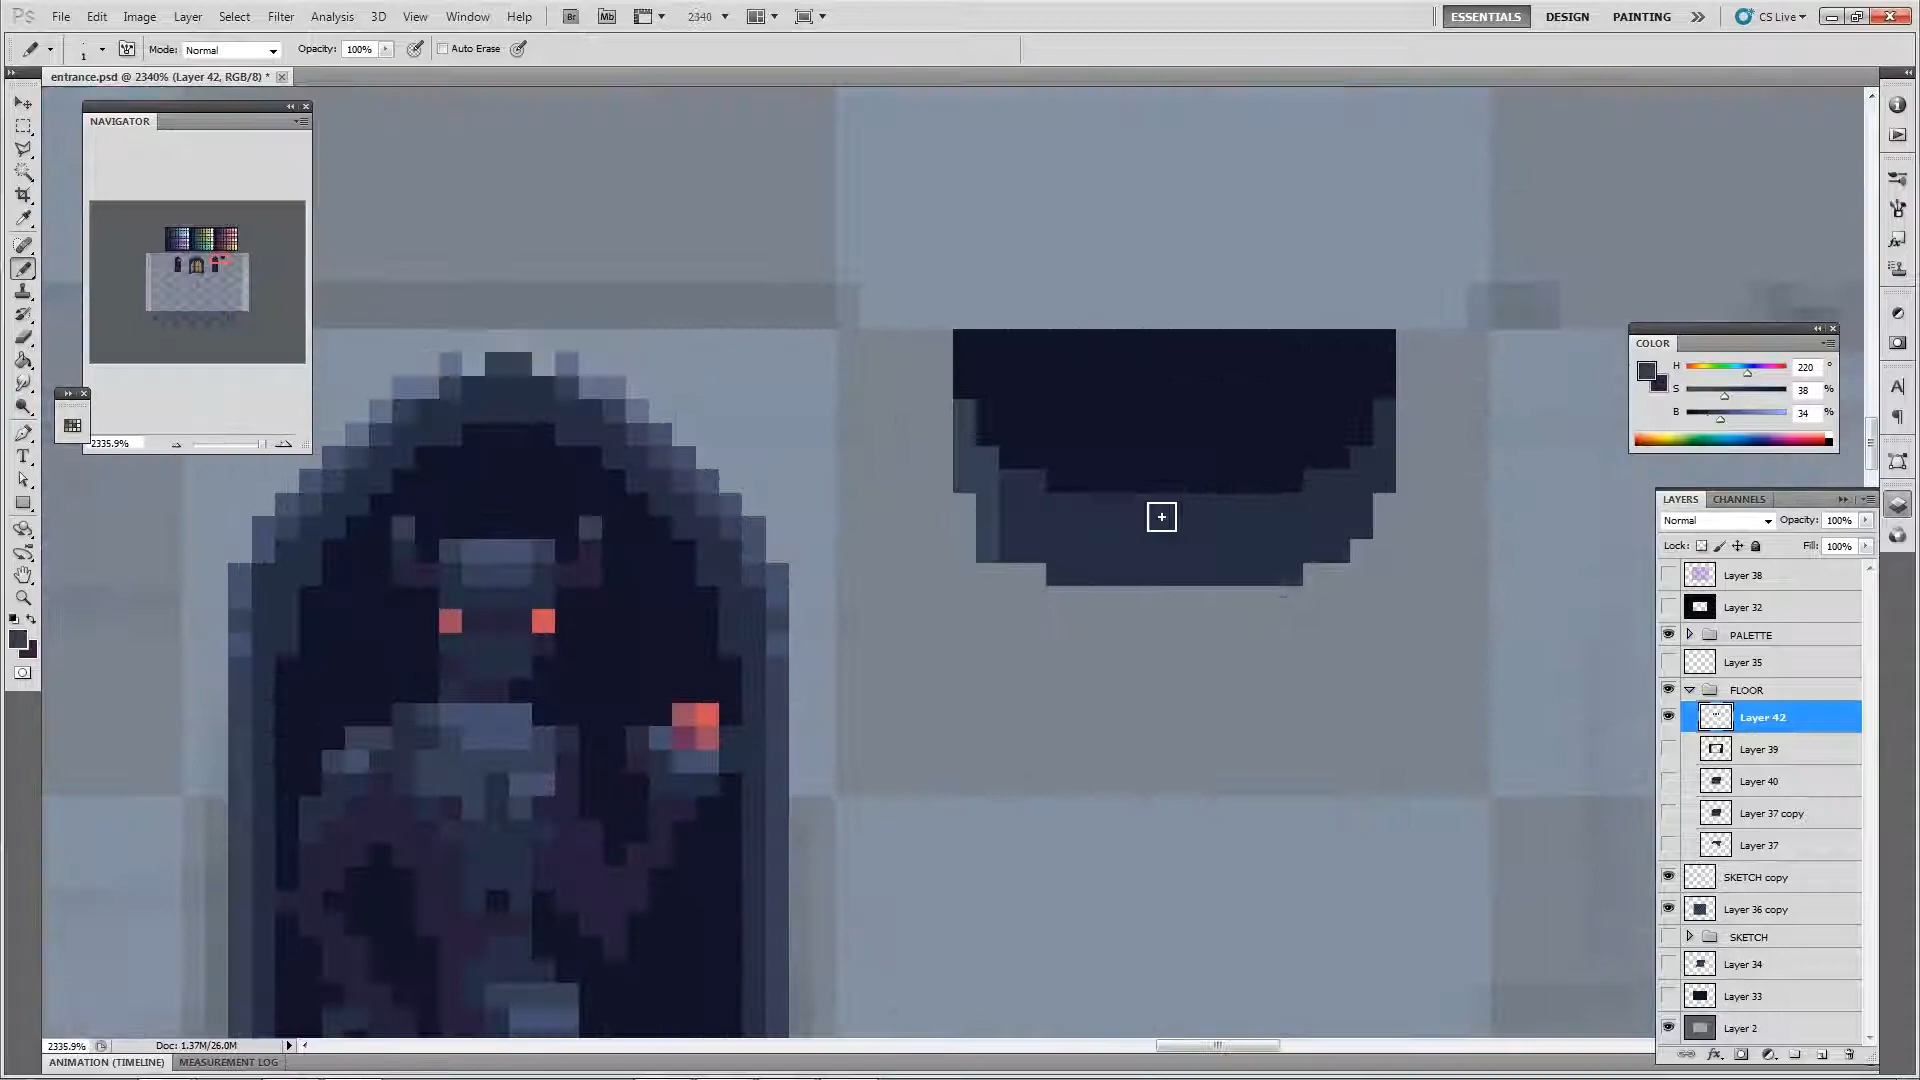 Ps File Edit Image Layer Select Filter Analysis 3D View Window Help Br Mb 2340 ESSENTIALS DESIGN PAINTING CS Live
1 Mode: Normal Opacity: 100% Auto Erase
entrance.psd @ 2340% (Layer 42, RGB/8) *
NAVIGATOR
2335.9%
COLOR
H 220 °
S 38 %
B 34 %
LAYERS CHANNELS
Normal Opacity: 100%
Lock: Fill: 100%
Layer 38
Layer 32
PALETTE
Layer 35
FLOOR
Layer 42
Layer 39
Layer 40
Layer 37 copy
Layer 37
SKETCH copy
Layer 36 copy
SKETCH
Layer 34
Layer 33
Layer 2
2335.9% Doc: 1.37M/26.0M
ANIMATION (TIMELINE) MEASUREMENT LOG